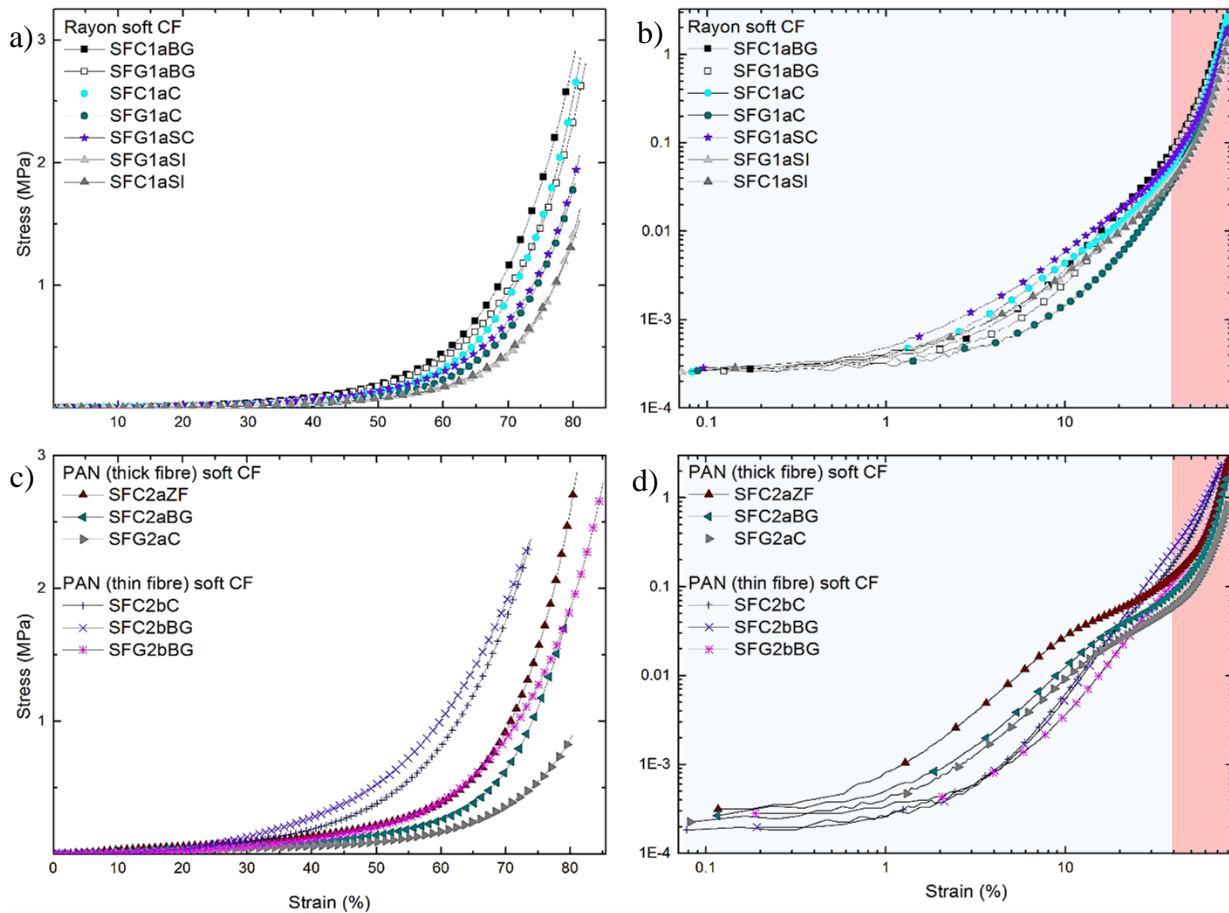 a)
3
2
1
Stress (MPa)
Rayon soft CF
SFC1aBG
SFG1aBG
SFC1aC
SFG1aC
SFG1aSC
SFG1aSI
SFC1aSI
0 10 20 30 40 50 60 70 80
b)
1
0.1
0.01
1E-3
1E-4
Rayon soft CF
SFC1aBG
SFG1aBG
SFC1aC
SFG1aC
SFG1aSC
SFG1aSI
SFC1aSI
0.1 1 10
c)
3
2
1
Stress (MPa)
PAN (thick fibre) soft CF
SFC2aZF
SFC2aBG
SFG2aC
PAN (thin fibre) soft CF
SFC2bC
SFC2bBG
SFG2bBG
0 10 20 30 40 50 60 70 80
Strain (%)
d)
1
0.1
0.01
1E-3
1E-4
PAN (thick fibre) soft CF
SFC2aZF
SFC2aBG
SFG2aC
PAN (thin fibre) soft CF
SFC2bC
SFC2bBG
SFG2bBG
0.1 1 10
Strain (%)